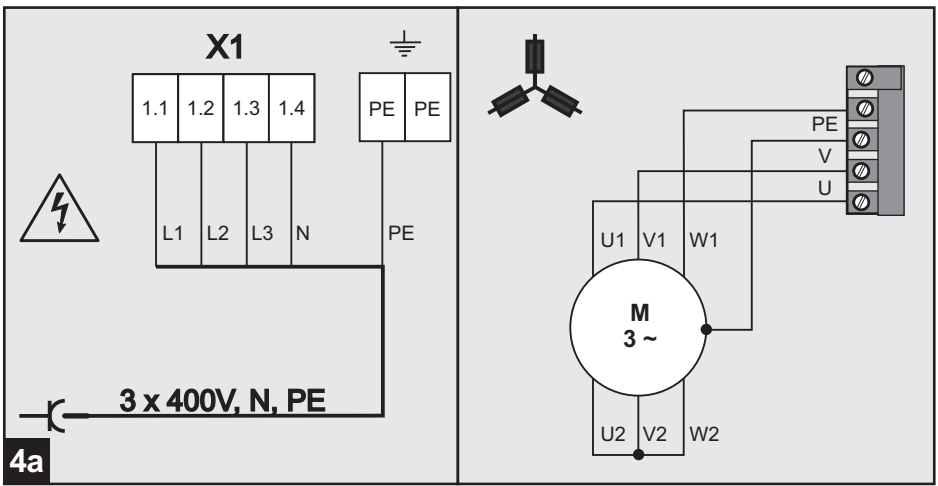 X1
1.1 1.2 1.3 1.4 PE PE
L1 L2 L3 N PE
3 x 400V, N, PE
4a
PE
V
U
U1 V1 W1
M
3 ~
U2 V2 W2